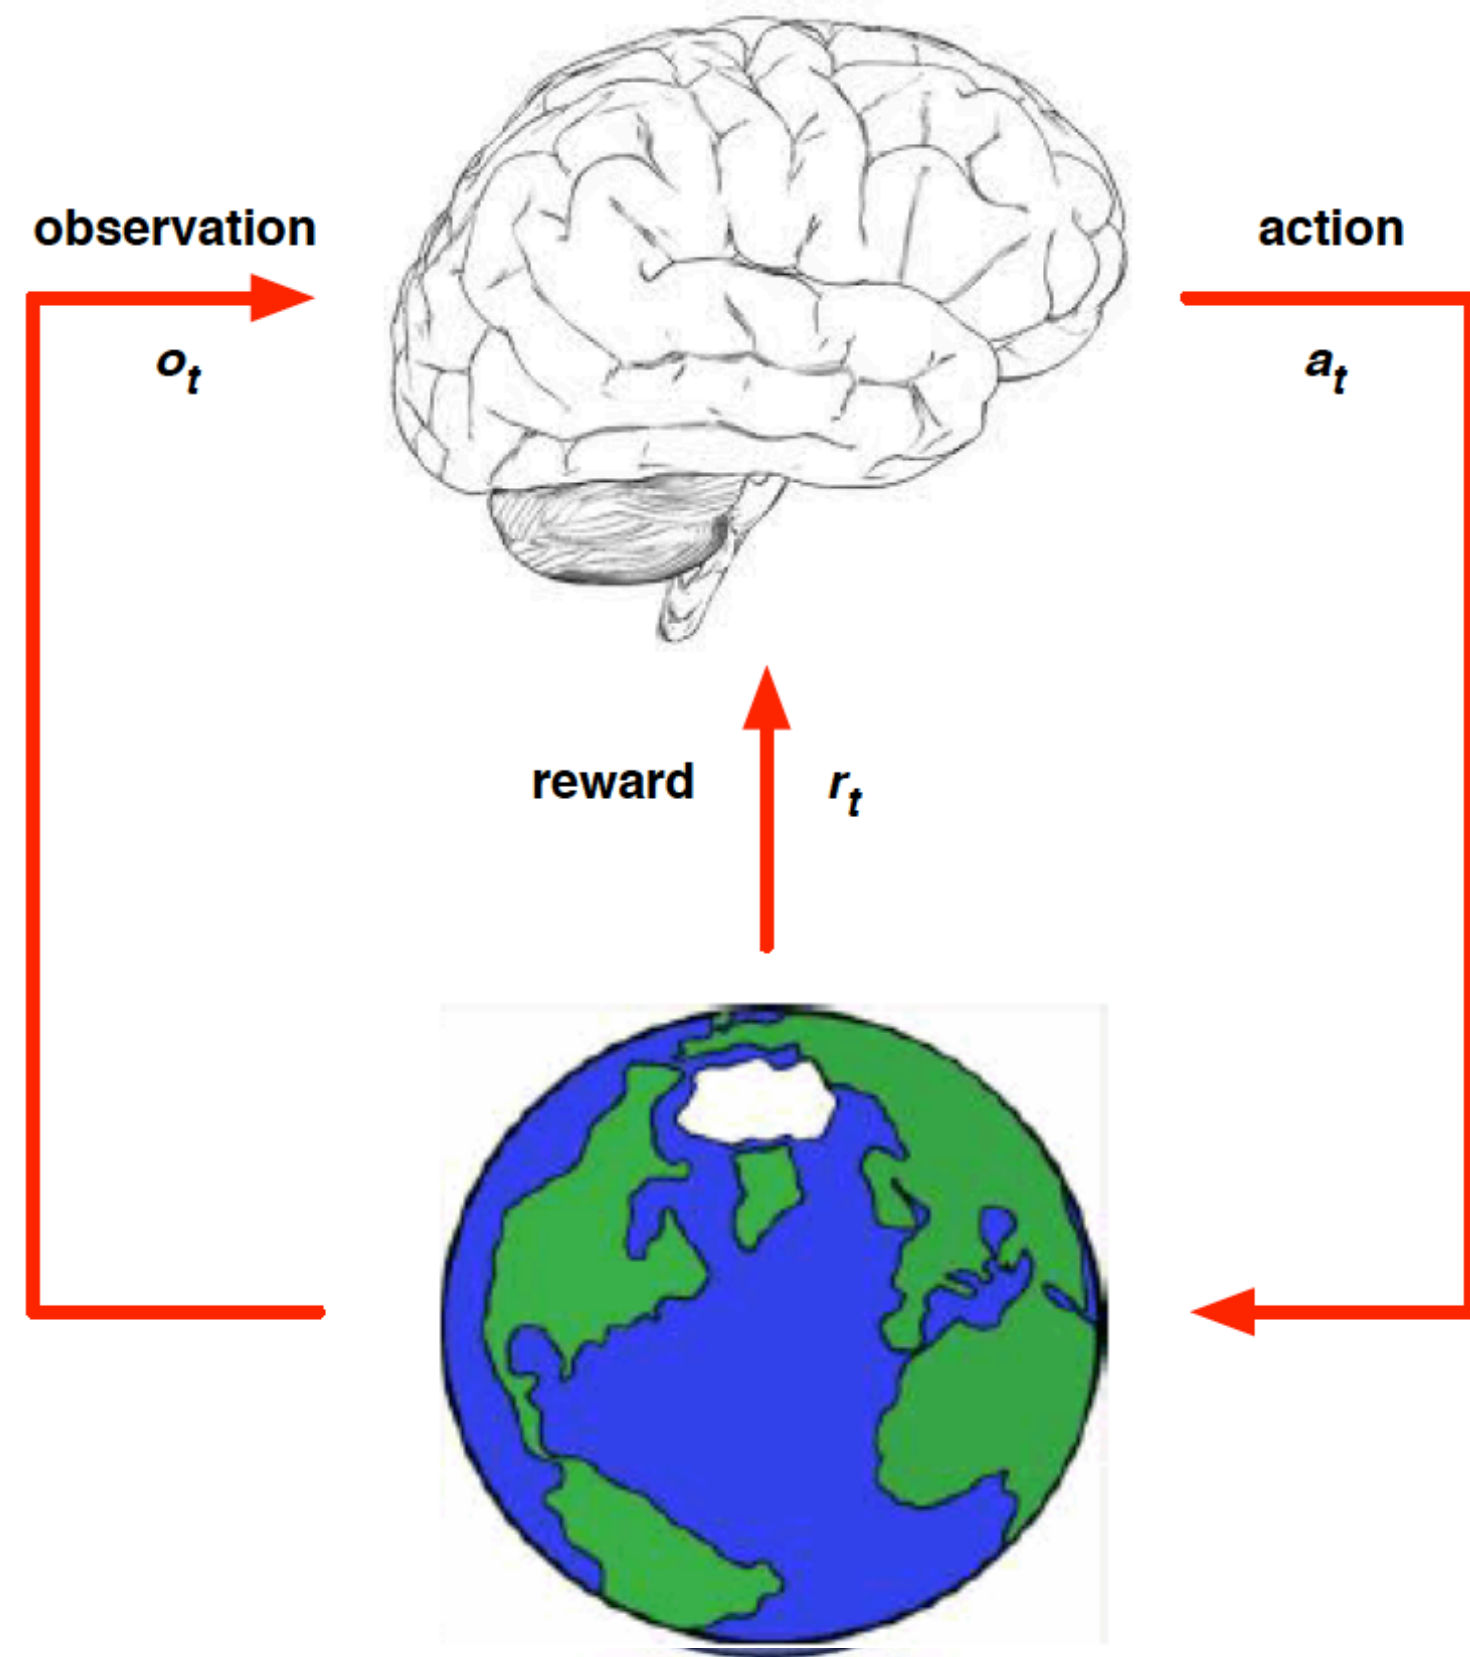 observation
o_t
action
a_t
reward
r_t